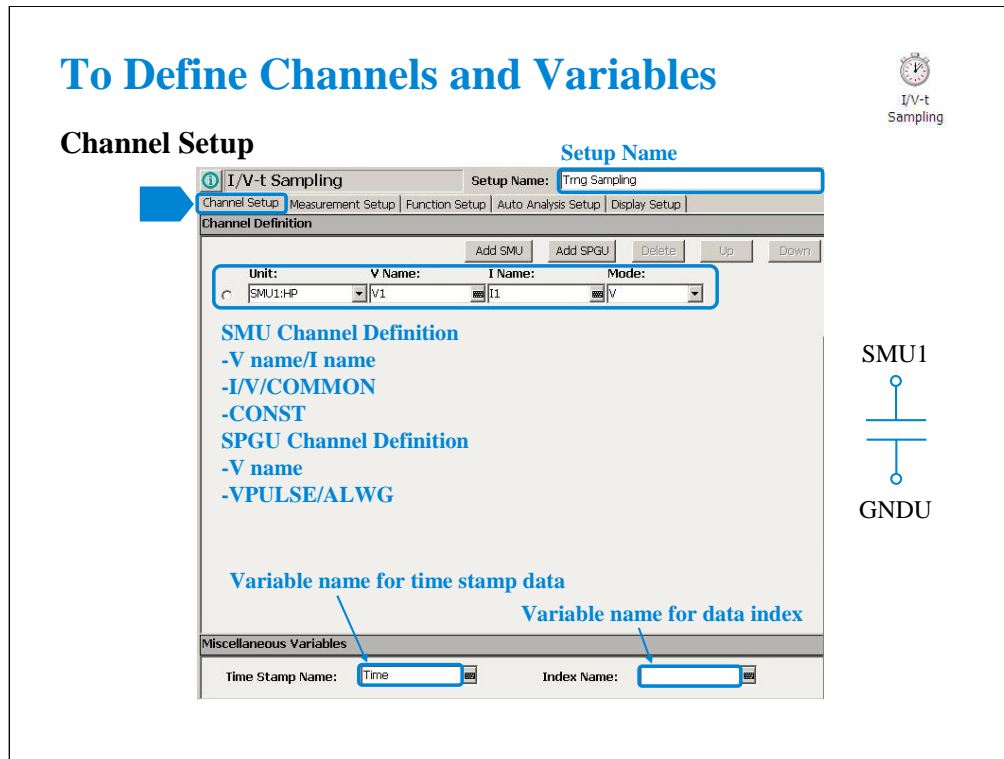 To Define Channels and Variables
I/V-t
Sampling
Channel Setup
Setup Name
I/V-t Sampling
Setup Name: Trng Sampling
Channel Setup Measurement Setup Function Setup Auto Analysis Setup Display Setup
Channel Definition
Add SMU Add SPGU Delete Up Down
Unit: V Name: I Name: Mode:
SMU1:HP V1 I1 V
SMU Channel Definition
-V name/I name
-I/V/COMMON
-CONST
SPGU Channel Definition
-V name
-VPULSE/ALWG
SMU1
GNDU
Variable name for time stamp data
Variable name for data index
Miscellaneous Variables
Time Stamp Name: Time Index Name: